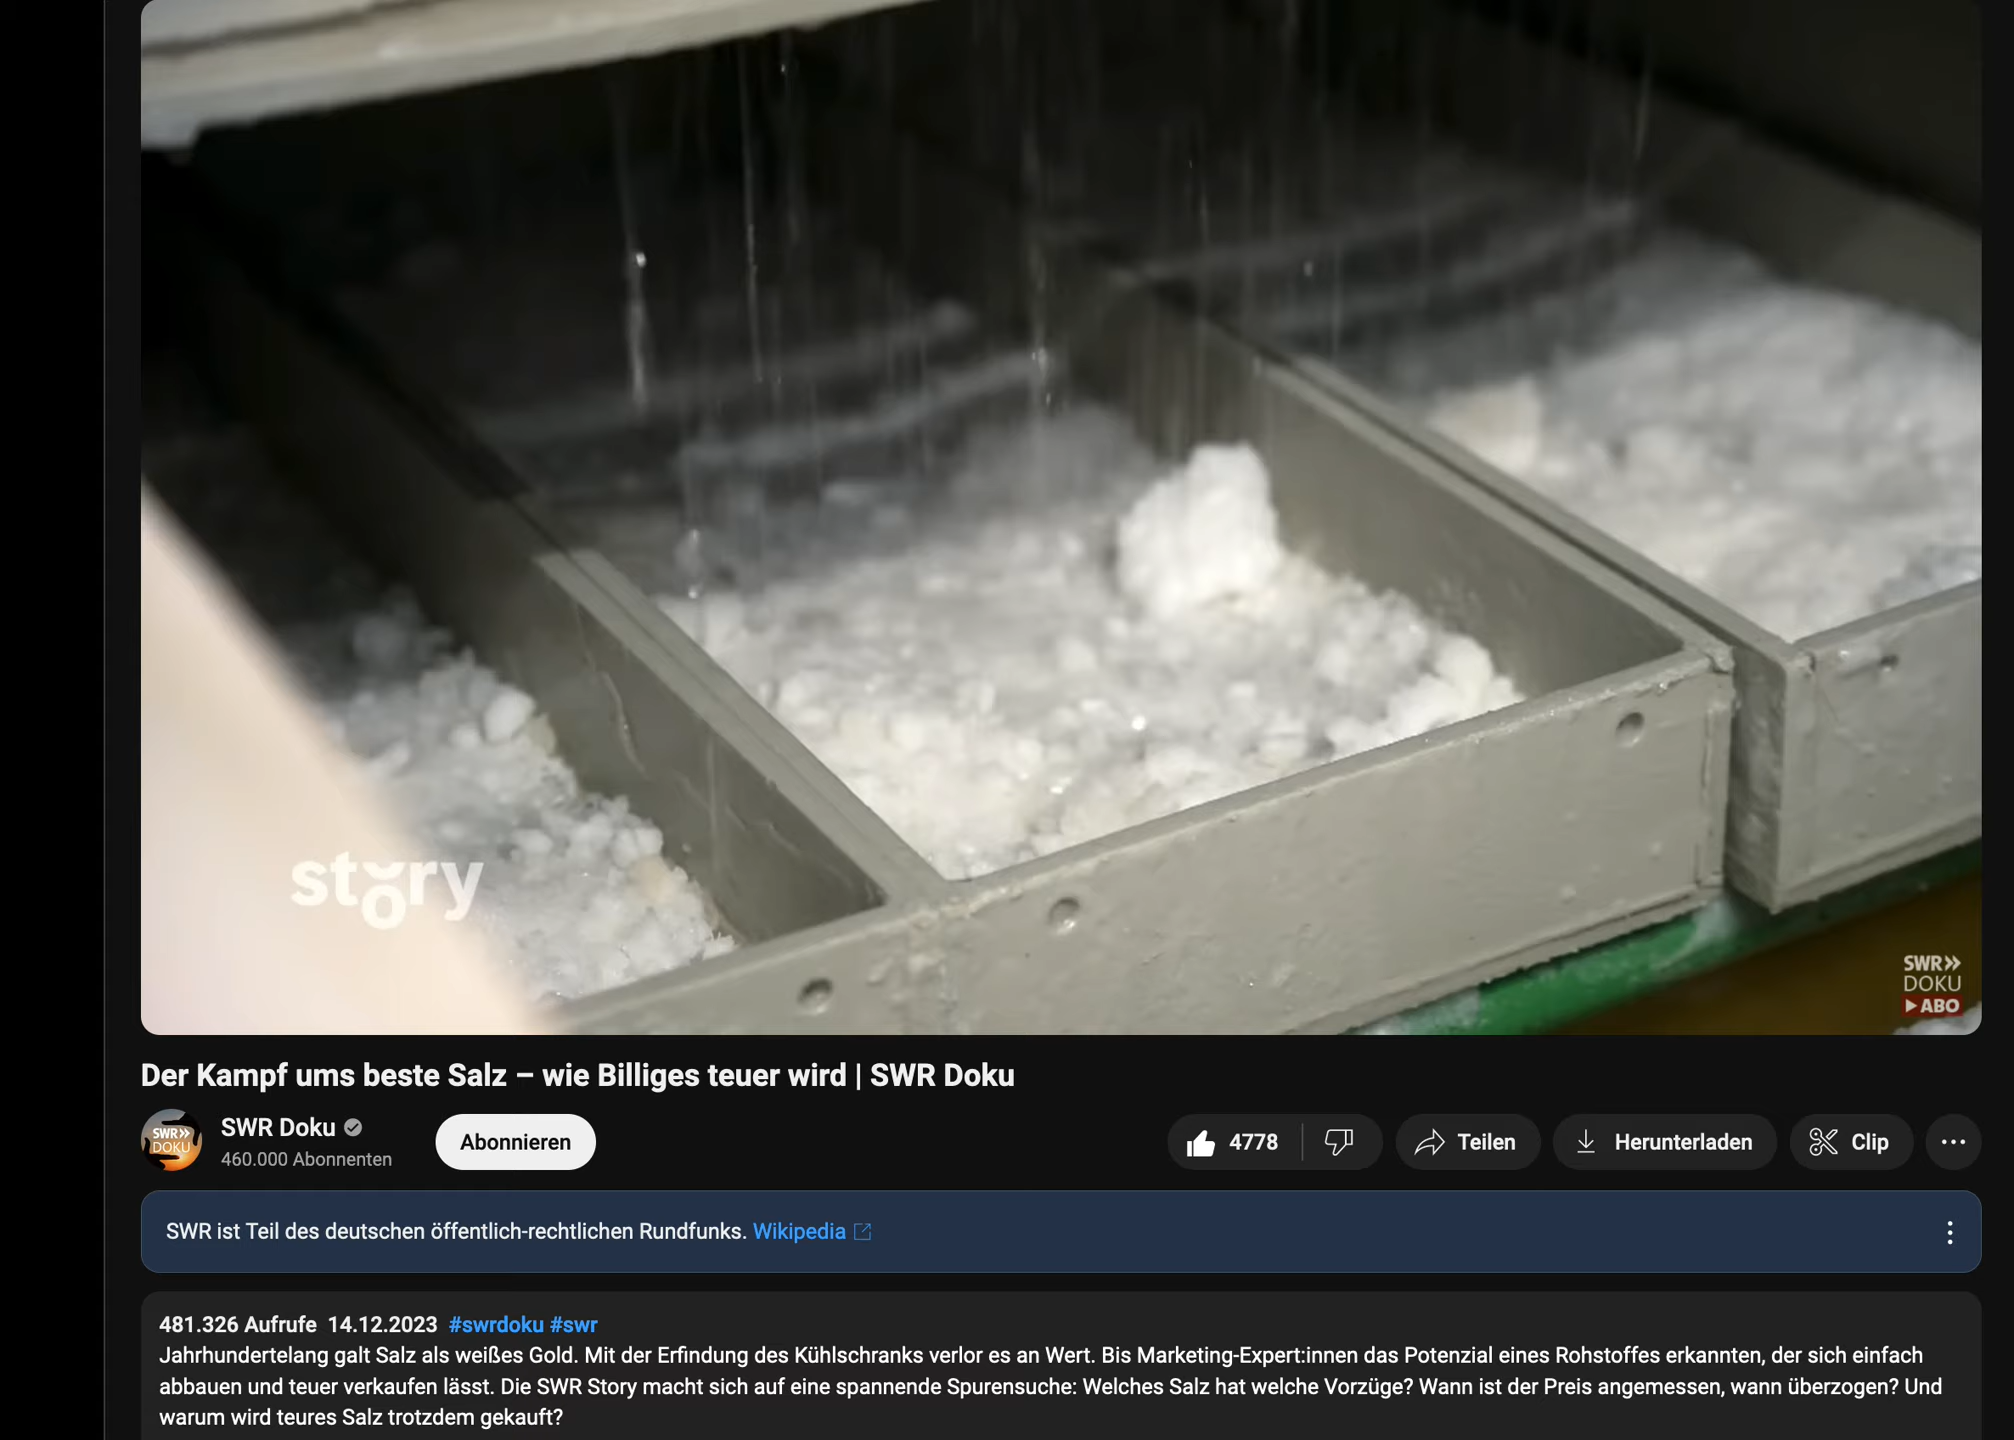 story
SWR»
DOKU
ABO
Der Kampf ums beste Salz – wie Billiges teuer wird | SWR Doku
SWR»
DOKU
SWR Doku
460.000 Abonnenten
Abonnieren
4778
Teilen
Herunterladen
Clip
SWR ist Teil des deutschen öffentlich-rechtlichen Rundfunks. Wikipedia
481.326 Aufrufe 14.12.2023 #swrdoku #swr
Jahrhundertelang galt Salz als weißes Gold. Mit der Erfindung des Kühlschranks verlor es an Wert. Bis Marketing-Expert:innen das Potenzial eines Rohstoffes erkannten, der sich einfach
abbauen und teuer verkaufen lässt. Die SWR Story macht sich auf eine spannende Spurensuche: Welches Salz hat welche Vorzüge? Wann ist der Preis angemessen, wann überzogen? Und
warum wird teures Salz trotzdem gekauft?